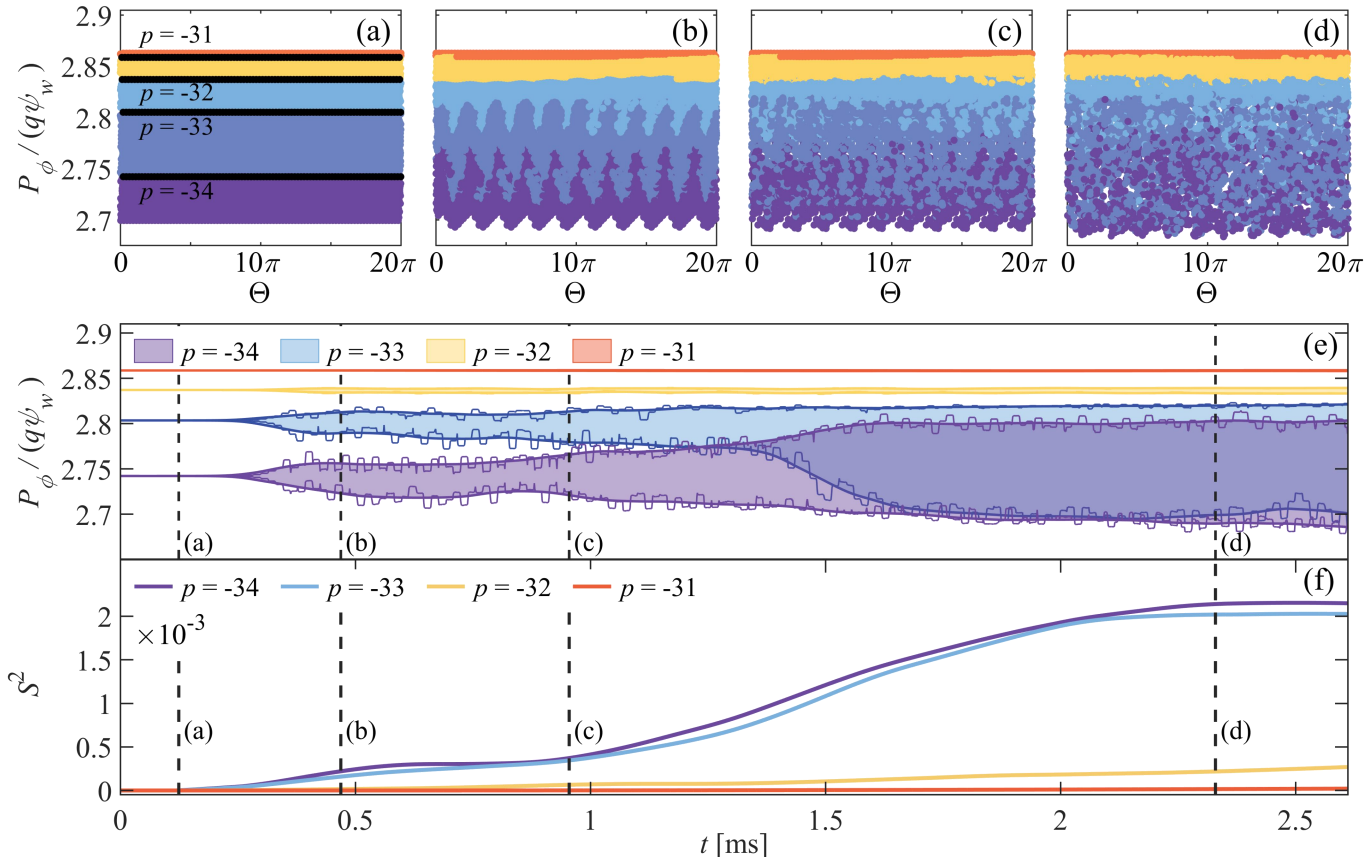 2.9
2.85
2.8
2.75
2.7
P_ϕ / (qψ_w)
p = -31
p = -32
p = -33
p = -34
(a)
0
10π
20π
Θ
(b)
0
10π
20π
Θ
(c)
0
10π
20π
Θ
(d)
0
10π
20π
Θ
2.9
2.85
2.8
2.75
2.7
P_ϕ / (qψ_w)
p = -34
p = -33
p = -32
p = -31
(e)
(a)
(b)
(c)
(d)
p = -34
p = -33
p = -32
p = -31
(f)
×10⁻³
2
1.5
1
0.5
0
S²
(a)
(b)
(c)
(d)
0
0.5
1
1.5
2
2.5
t [ms]